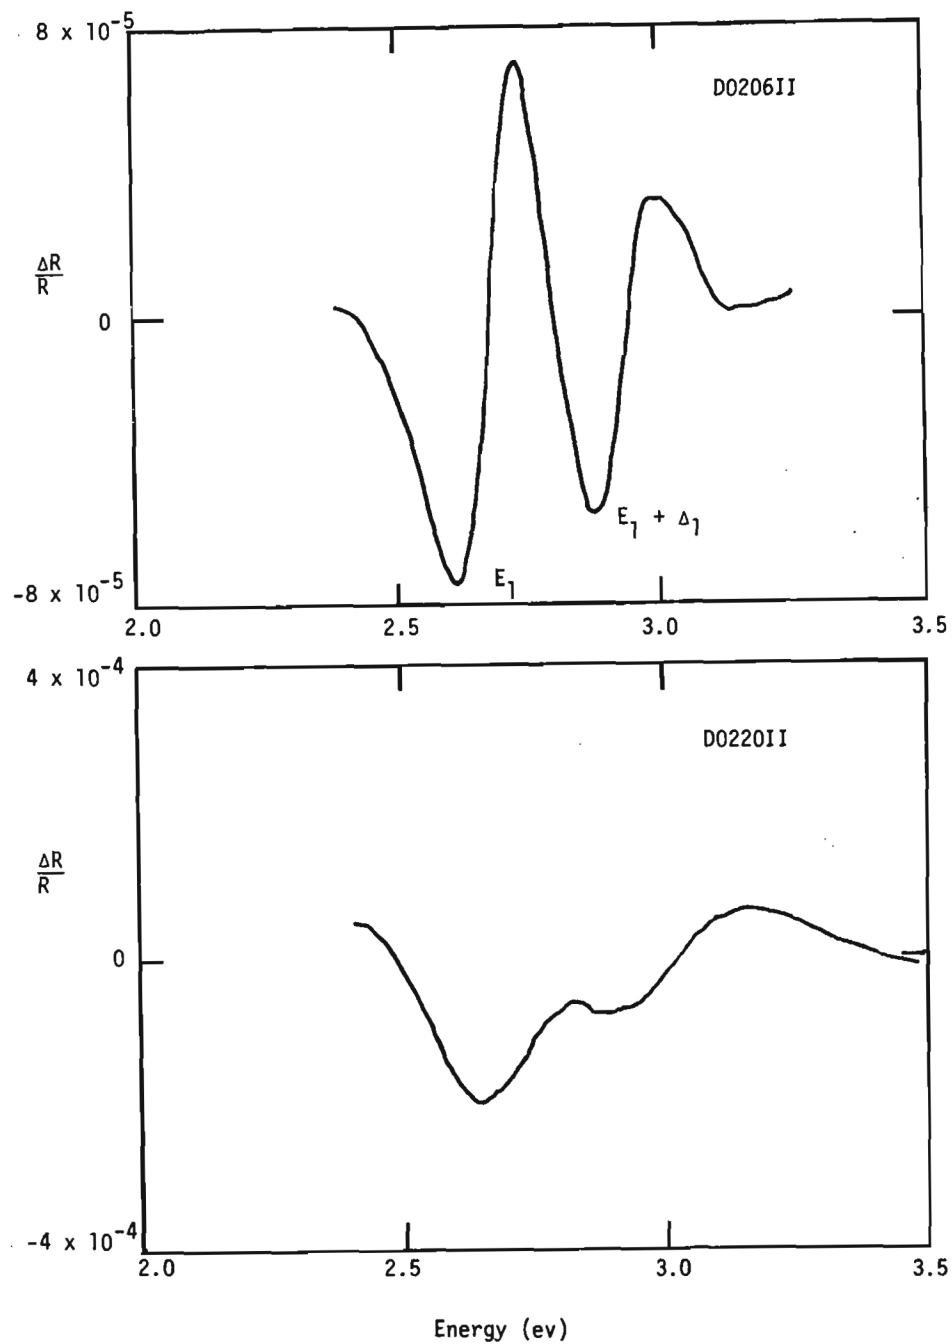 8 x 10-5
D0206II
ΔR
R
0
E1 + Δ1
E1
-8 x 10-5
2.0 2.5 3.0 3.5
4 x 10-4
D0220II
ΔR
R
0
-4 x 10-4
2.0 2.5 3.0 3.5
Energy (ev)